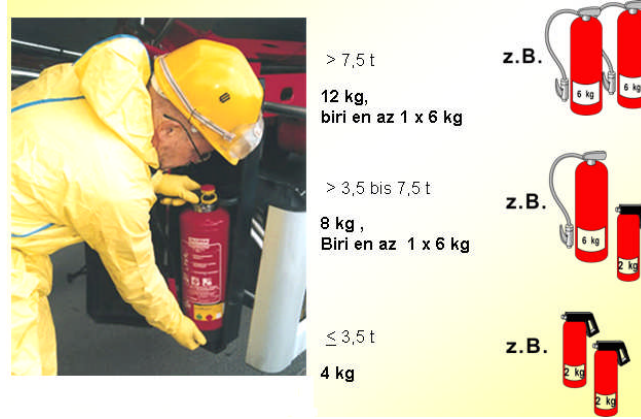 > 7,5 t
z.B.
12 kg,
biri en az 1 x 6 kg
6 kg
6 kg
> 3,5 bis 7,5 t
z.B.
8 kg ,
Biri en az 1 x 6 kg
6 kg
2 kg
≤ 3,5 t
z.B.
4 kg
2 kg
2 kg